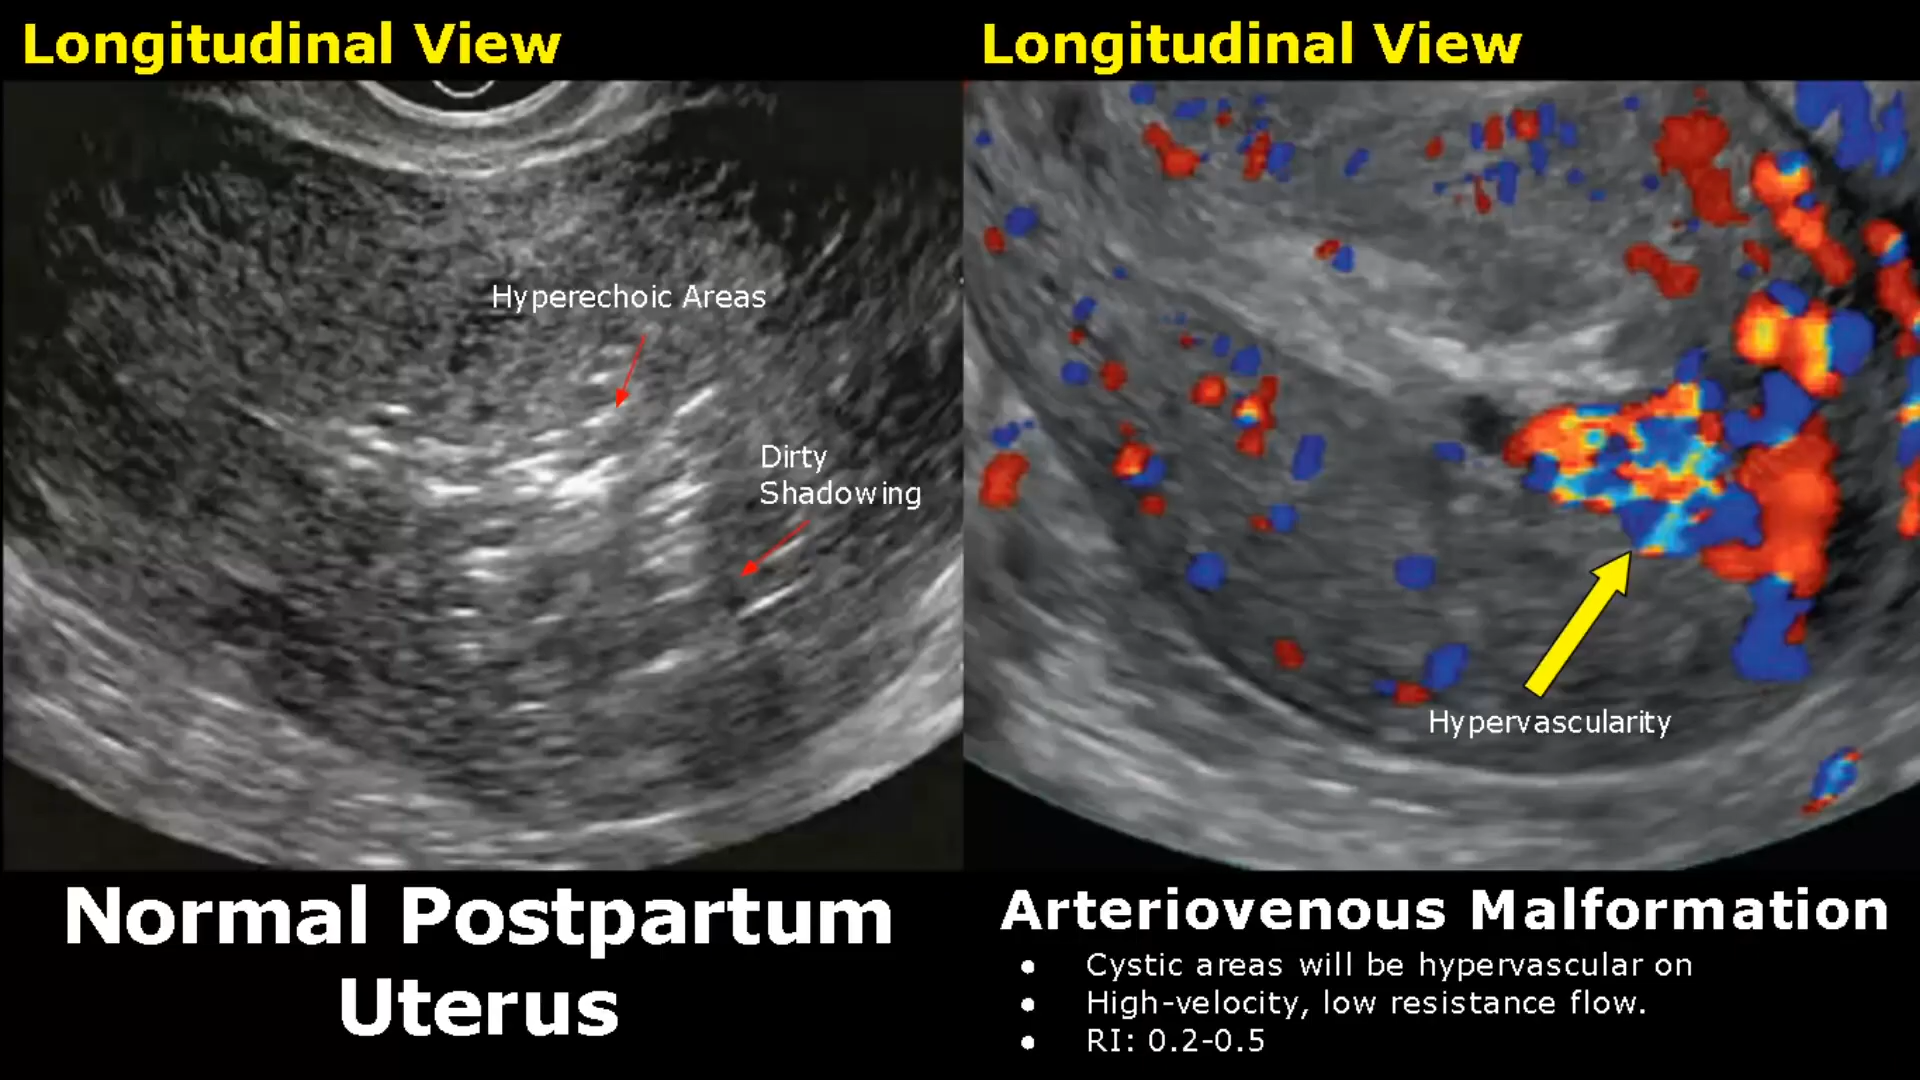 Longitudinal View
Hyperechoic Areas
Dirty
Shadowing
Normal Postpartum
Uterus
Longitudinal View
Hypervascularity
Arteriovenous Malformation
• Cystic areas will be hypervascular on
• High-velocity, low resistance flow.
• RI: 0.2-0.5